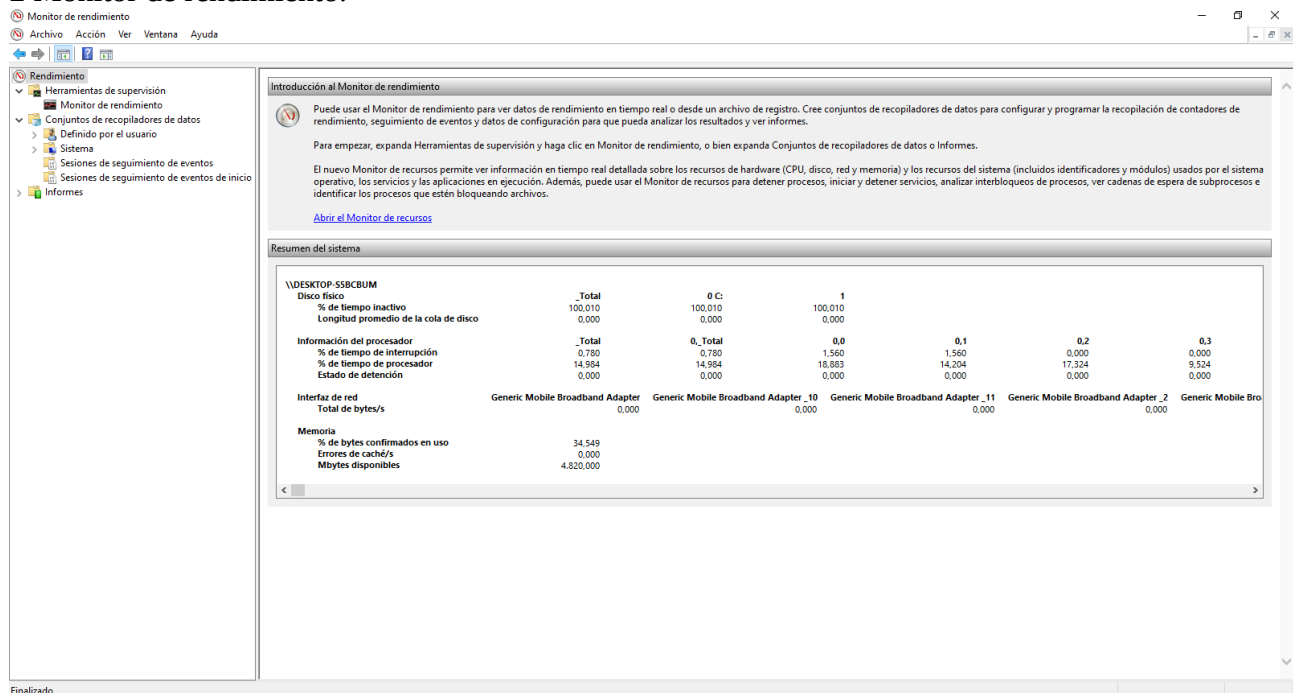 2 Monitor de rendimiento:
Monitor de rendimiento
Archivo Acción Ver Ventana Ayuda
Rendimiento
Herramientas de supervisión
Monitor de rendimiento
Conjuntos de recopiladores de datos
Definido por el usuario
Sistema
Sesiones de seguimiento de eventos
Sesiones de seguimiento de eventos de inicio
Informes
Introducción al Monitor de rendimiento
Puede usar el Monitor de rendimiento para ver datos de rendimiento en tiempo real o desde un archivo de registro. Cree conjuntos de recopiladores de datos para configurar y programar la recopilación de contadores de
rendimiento, seguimiento de eventos y datos de configuración para que pueda analizar los resultados y ver informes.
Para empezar, expanda Herramientas de supervisión y haga clic en Monitor de rendimiento, o bien expanda Conjuntos de recopiladores de datos o Informes.
El nuevo Monitor de recursos permite ver información en tiempo real detallada sobre los recursos de hardware (CPU, disco, red y memoria) y los recursos del sistema (incluidos identificadores y módulos) usados por el sistema
operativo, los servicios y las aplicaciones en ejecución. Además, puede usar el Monitor de recursos para detener procesos, iniciar y detener servicios, analizar interbloqueos de procesos, ver cadenas de espera de subprocesos e
identificar los procesos que estén bloqueando archivos.
Abrir el Monitor de recursos
Resumen del sistema
\\DESKTOP-S5BCBUM
Disco físico _Total 0 C: 1
% de tiempo inactivo 100,010 100,010 100,010
Longitud promedio de la cola de disco 0,000 0,000 0,000
Información del procesador _Total 0,_Total 0,0 0,1 0,2 0,3
% de tiempo de interrupción 0,780 0,780 1,560 1,560 0,000 0,000
% de tiempo de procesador 14,984 14,984 18,883 14,204 17,324 9,524
Estado de detención 0,000 0,000 0,000 0,000 0,000 0,000
Interfaz de red Generic Mobile Broadband Adapter Generic Mobile Broadband Adapter _10 Generic Mobile Broadband Adapter _11 Generic Mobile Broadband Adapter _2 Generic Mobile Bro
Total de bytes/s 0,000 0,000 0,000 0,000
Memoria
% de bytes confirmados en uso 34,549
Errores de caché/s 0,000
Mbytes disponibles 4.820,000
Finalizado